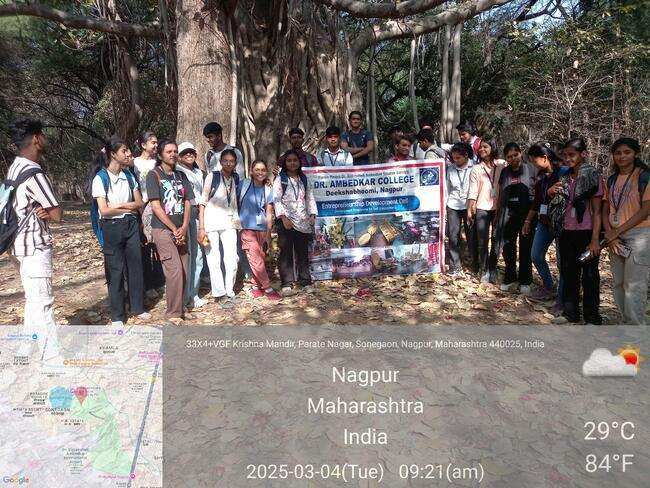 DR. AMBEDKAR COLLEGE
Deekshabhoomi, Nagpur.
Entrepreneurship Development Cell
33X4+VGF Krishna Mandir, Parate Nagar, Sonegaon, Nagpur, Maharashtra 440025, India
Nagpur
Maharashtra
India
2025-03-04(Tue) 09:21(am)
29°C
84°F
Google